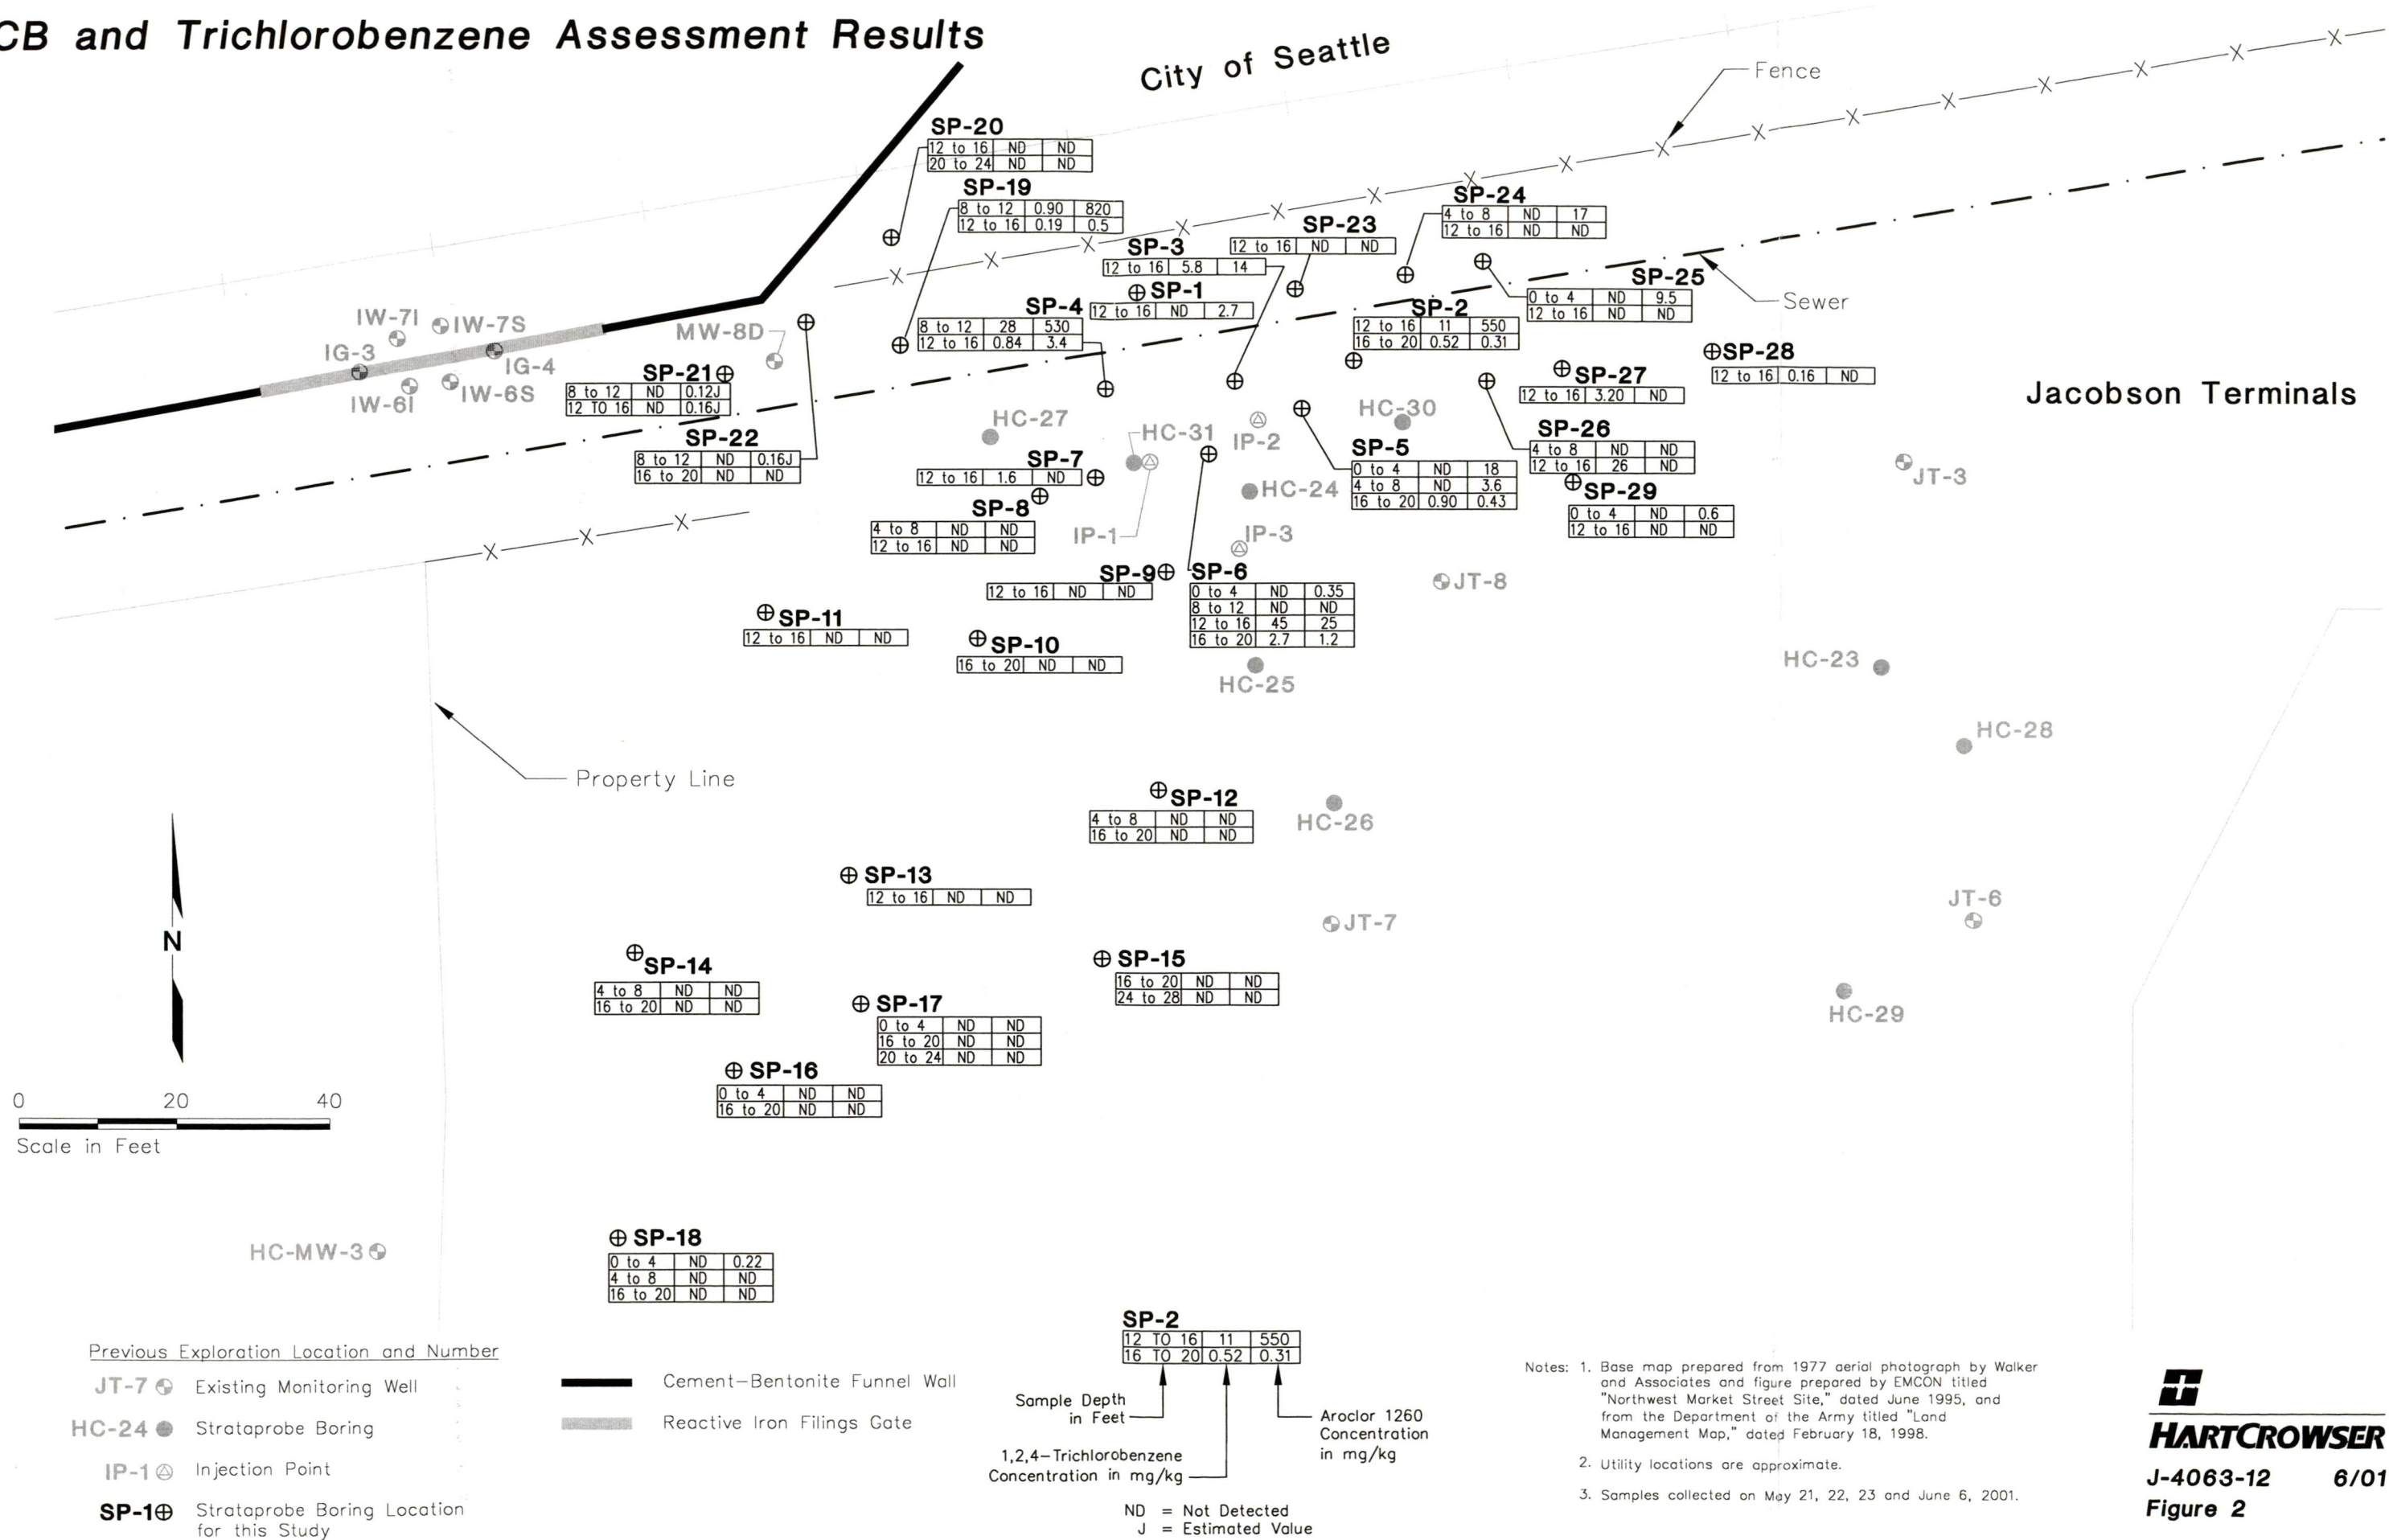 CB and Trichlorobenzene Assessment Results
City of Seattle
Fence
SP-20
12 to 16 ND ND
20 to 24 ND ND
SP-19
8 to 12 0.90 820
12 to 16 0.19 0.5
SP-24
4 to 8 ND 17
12 to 16 ND ND
SP-23
12 to 16 ND ND
SP-3
12 to 16 5.8 14
SP-1
12 to 16 ND 2.7
SP-4
8 to 12 28 530
12 to 16 0.84 3.4
SP-2
12 to 16 11 550
16 to 20 0.52 0.31
SP-25
0 to 4 ND 9.5
12 to 16 ND ND
Sewer
IW-7I
IW-7S
IG-3
IG-4
IW-6I
IW-6S
MW-8D
SP-21
8 to 12 ND 0.12J
12 TO 16 ND 0.16J
SP-22
8 to 12 ND 0.16J
16 to 20 ND ND
SP-28
12 to 16 0.16 ND
SP-27
12 to 16 3.20 ND
Jacobson Terminals
HC-27
HC-31
IP-2
HC-30
SP-26
4 to 8 ND ND
12 to 16 26 ND
SP-5
0 to 4 ND 18
4 to 8 ND 3.6
16 to 20 0.90 0.43
SP-7
12 to 16 1.6 ND
HC-24
JT-3
SP-29
0 to 4 ND 0.6
12 to 16 ND ND
SP-8
4 to 8 ND ND
12 to 16 ND ND
IP-1
IP-3
SP-9
12 to 16 ND ND
SP-6
0 to 4 ND 0.35
8 to 12 ND ND
12 to 16 45 25
16 to 20 2.7 1.2
JT-8
SP-11
12 to 16 ND ND
SP-10
16 to 20 ND ND
HC-25
HC-23
HC-28
Property Line
SP-12
4 to 8 ND ND
16 to 20 ND ND
HC-26
SP-13
12 to 16 ND ND
JT-7
JT-6
N
SP-14
4 to 8 ND ND
16 to 20 ND ND
SP-15
16 to 20 ND ND
24 to 28 ND ND
SP-17
0 to 4 ND ND
16 to 20 ND ND
20 to 24 ND ND
HC-29
SP-16
0 to 4 ND ND
16 to 20 ND ND
0 20 40
Scale in Feet
HC-MW-3
SP-18
0 to 4 ND 0.22
4 to 8 ND ND
16 to 20 ND ND
Previous Exploration Location and Number
JT-7 Existing Monitoring Well
HC-24 Strataprobe Boring
IP-1 Injection Point
SP-1 Strataprobe Boring Location
for this Study
Cement-Bentonite Funnel Wall
Reactive Iron Filings Gate
SP-2
12 TO 16 11 550
16 TO 20 0.52 0.31
Sample Depth
in Feet
1,2,4-Trichlorobenzene
Concentration in mg/kg
Aroclor 1260
Concentration
in mg/kg
ND = Not Detected
J = Estimated Value
Notes: 1. Base map prepared from 1977 aerial photograph by Walker
and Associates and figure prepared by EMCON titled
"Northwest Market Street Site," dated June 1995, and
from the Department of the Army titled "Land
Management Map," dated February 18, 1998.
2. Utility locations are approximate.
3. Samples collected on May 21, 22, 23 and June 6, 2001.
HARTCROWSER
J-4063-12 6/01
Figure 2